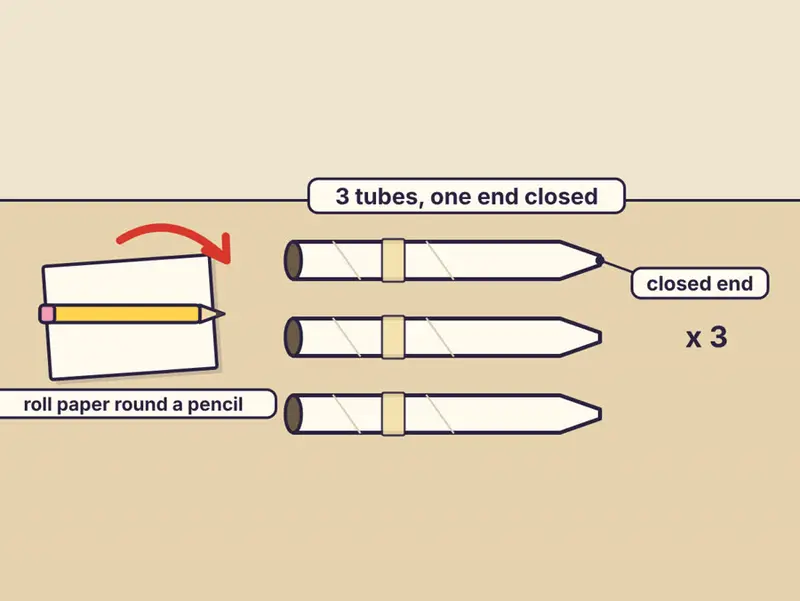 3 tubes, one end closed
closed end
x 3
roll paper round a pencil